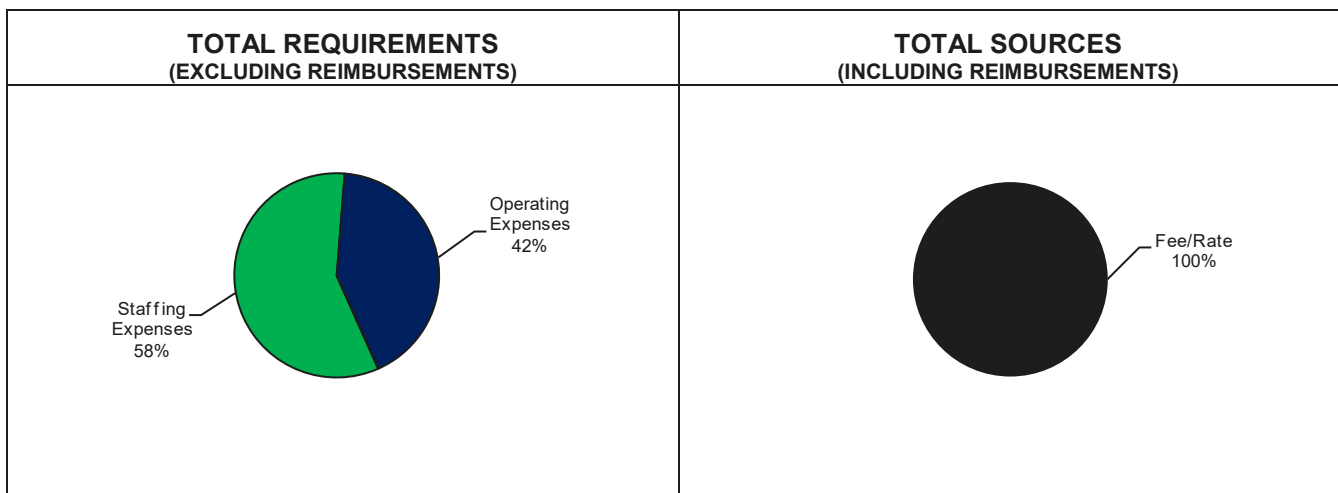 TOTAL REQUIREMENTS
(EXCLUDING REIMBURSEMENTS)
TOTAL SOURCES
(INCLUDING REIMBURSEMENTS)
Operating
Expenses
42%
Staffing
Expenses
58%
Fee/Rate
100%